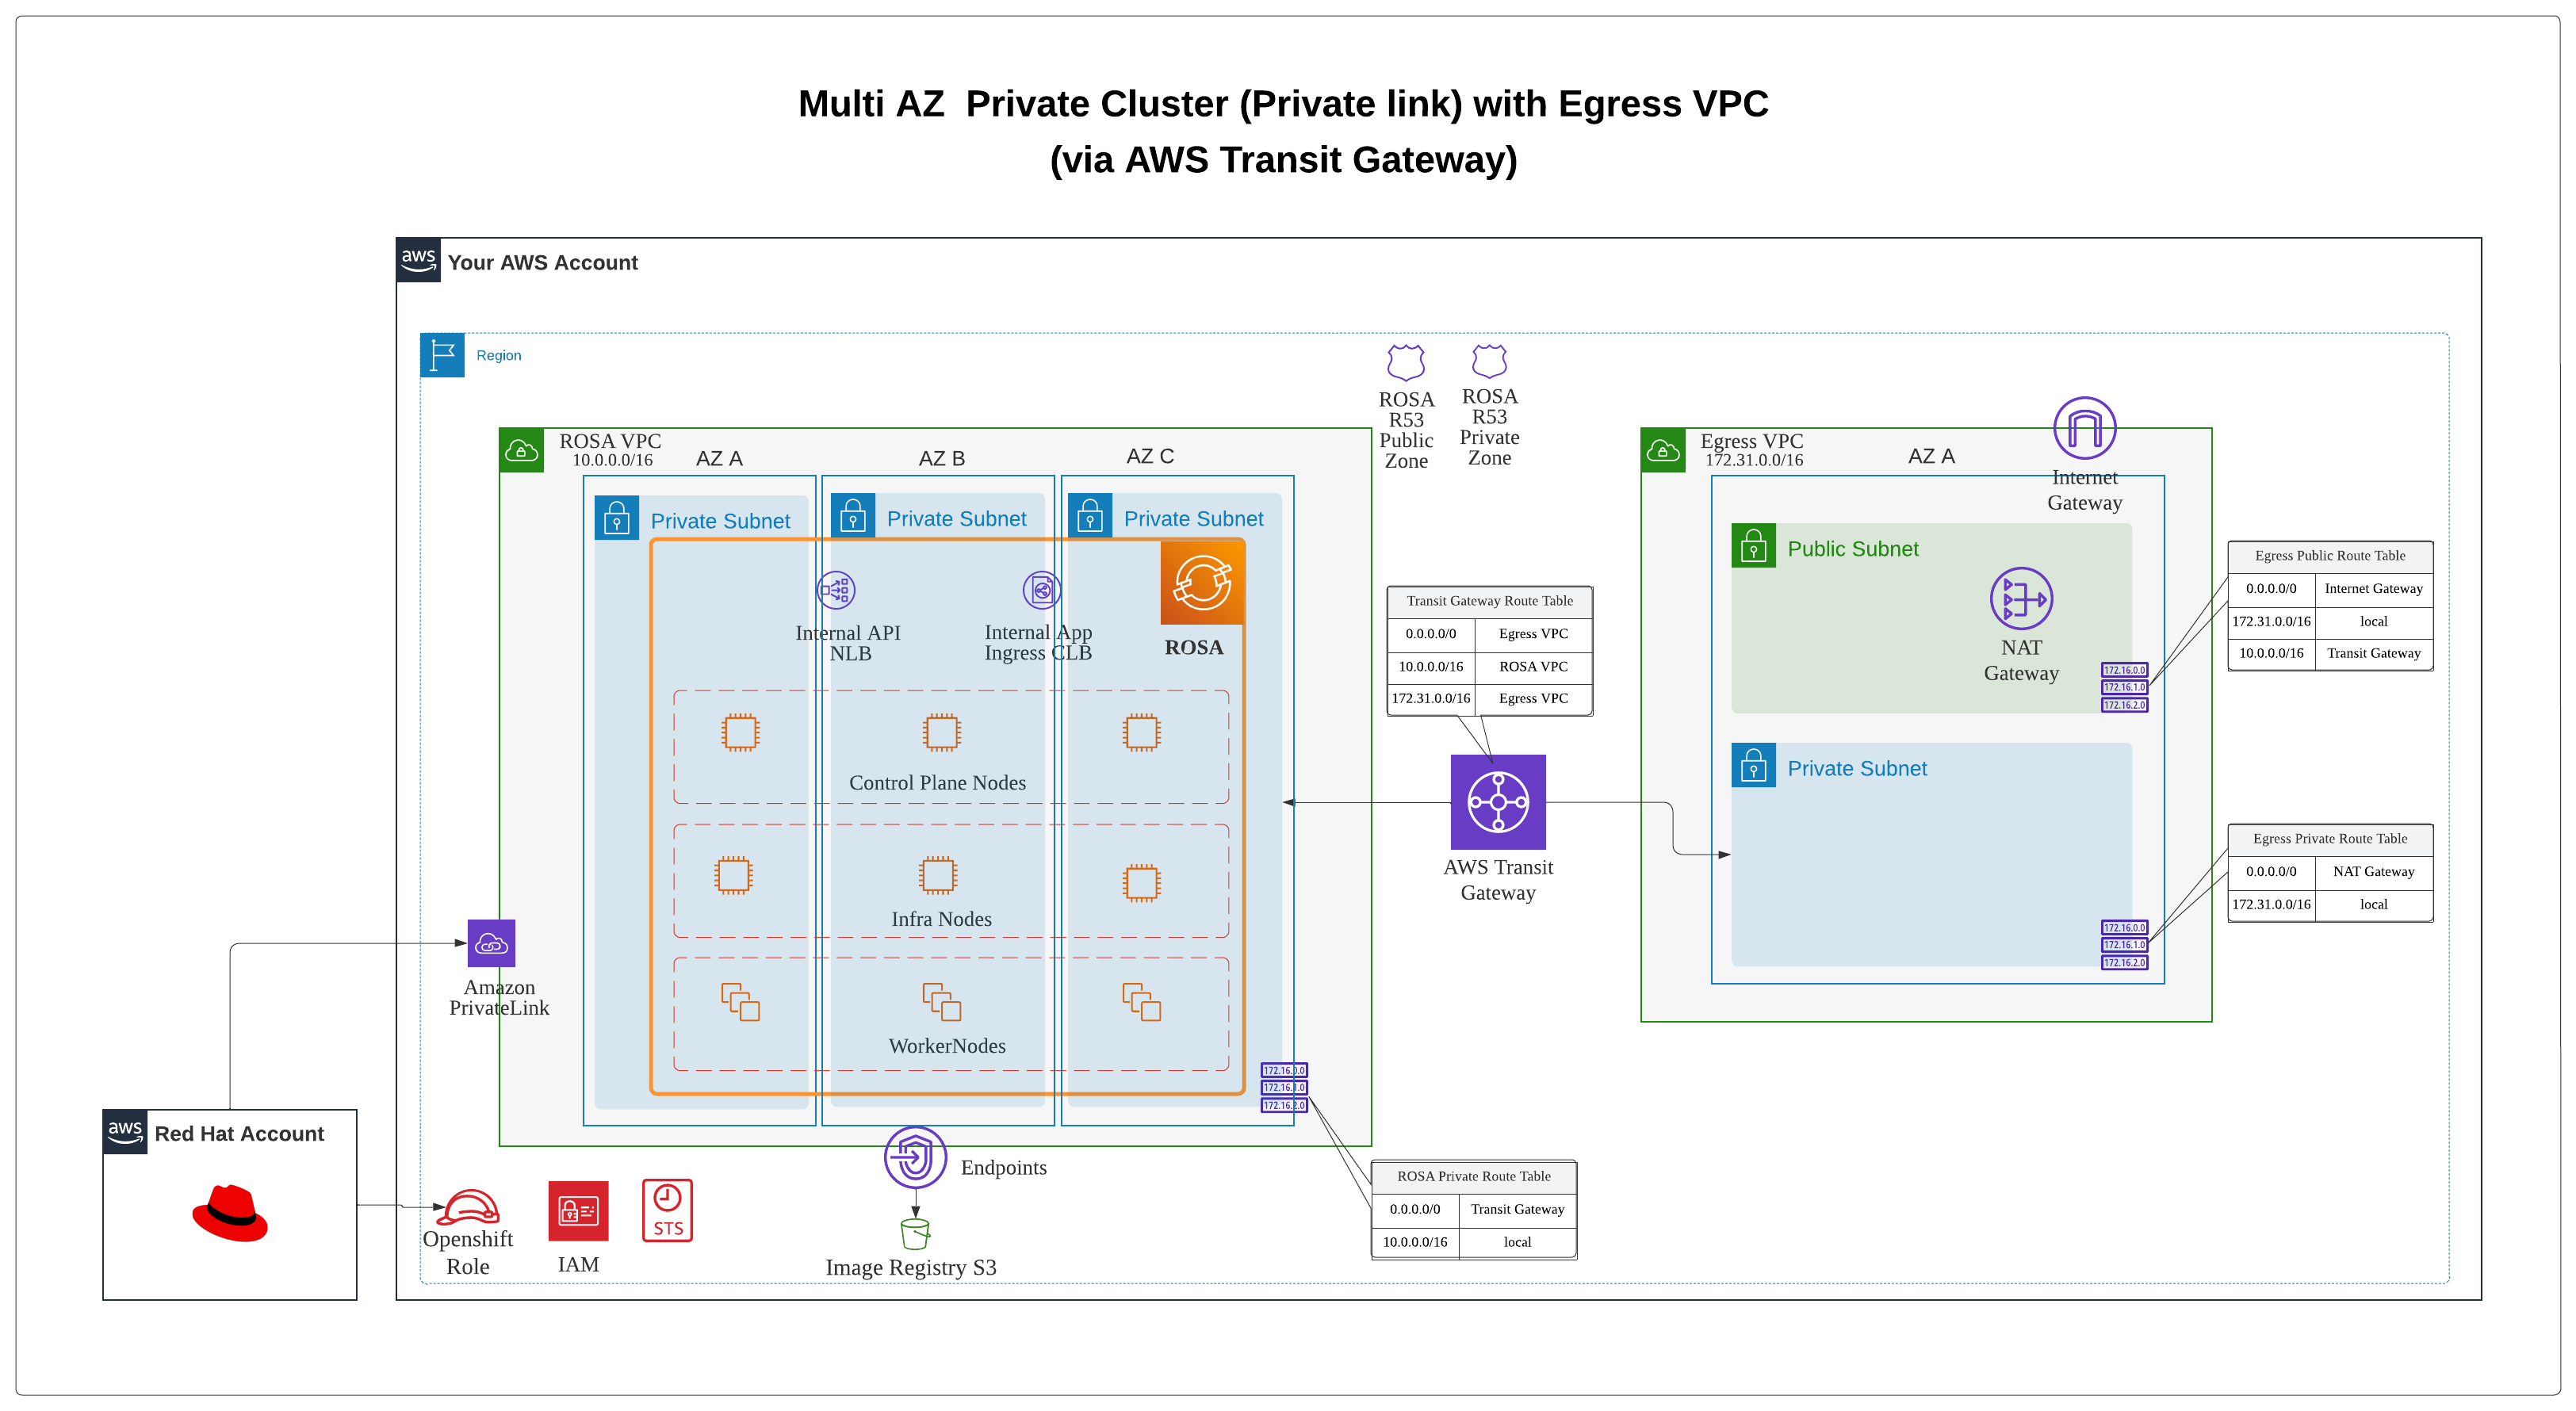 Multi AZ  Private Cluster (Private link) with Egress VPC
(via AWS Transit Gateway)
aws
Your AWS Account
Region
ROSA
R53
Public
Zone
ROSA
R53
Private
Zone
ROSA VPC
10.0.0.0/16
AZ A
AZ B
AZ C
Private Subnet
Private Subnet
Private Subnet
Internal API
NLB
Internal App
Ingress CLB
ROSA
Control Plane Nodes
Infra Nodes
WorkerNodes
172.16.0.0
172.16.1.0
172.16.2.0
Transit Gateway Route Table
0.0.0.0/0 Egress VPC
10.0.0.0/16 ROSA VPC
172.31.0.0/16 Egress VPC
AWS Transit
Gateway
Egress VPC
172.31.0.0/16
AZ A
Internet
Gateway
Public Subnet
NAT
Gateway
172.16.0.0
172.16.1.0
172.16.2.0
Private Subnet
172.16.0.0
172.16.1.0
172.16.2.0
Egress Public Route Table
0.0.0.0/0 Internet Gateway
172.31.0.0/16 local
10.0.0.0/16 Transit Gateway
Egress Private Route Table
0.0.0.0/0 NAT Gateway
172.31.0.0/16 local
Amazon
PrivateLink
aws
Red Hat Account
Openshift
Role
IAM
STS
Endpoints
Image Registry S3
ROSA Private Route Table
0.0.0.0/0 Transit Gateway
10.0.0.0/16 local